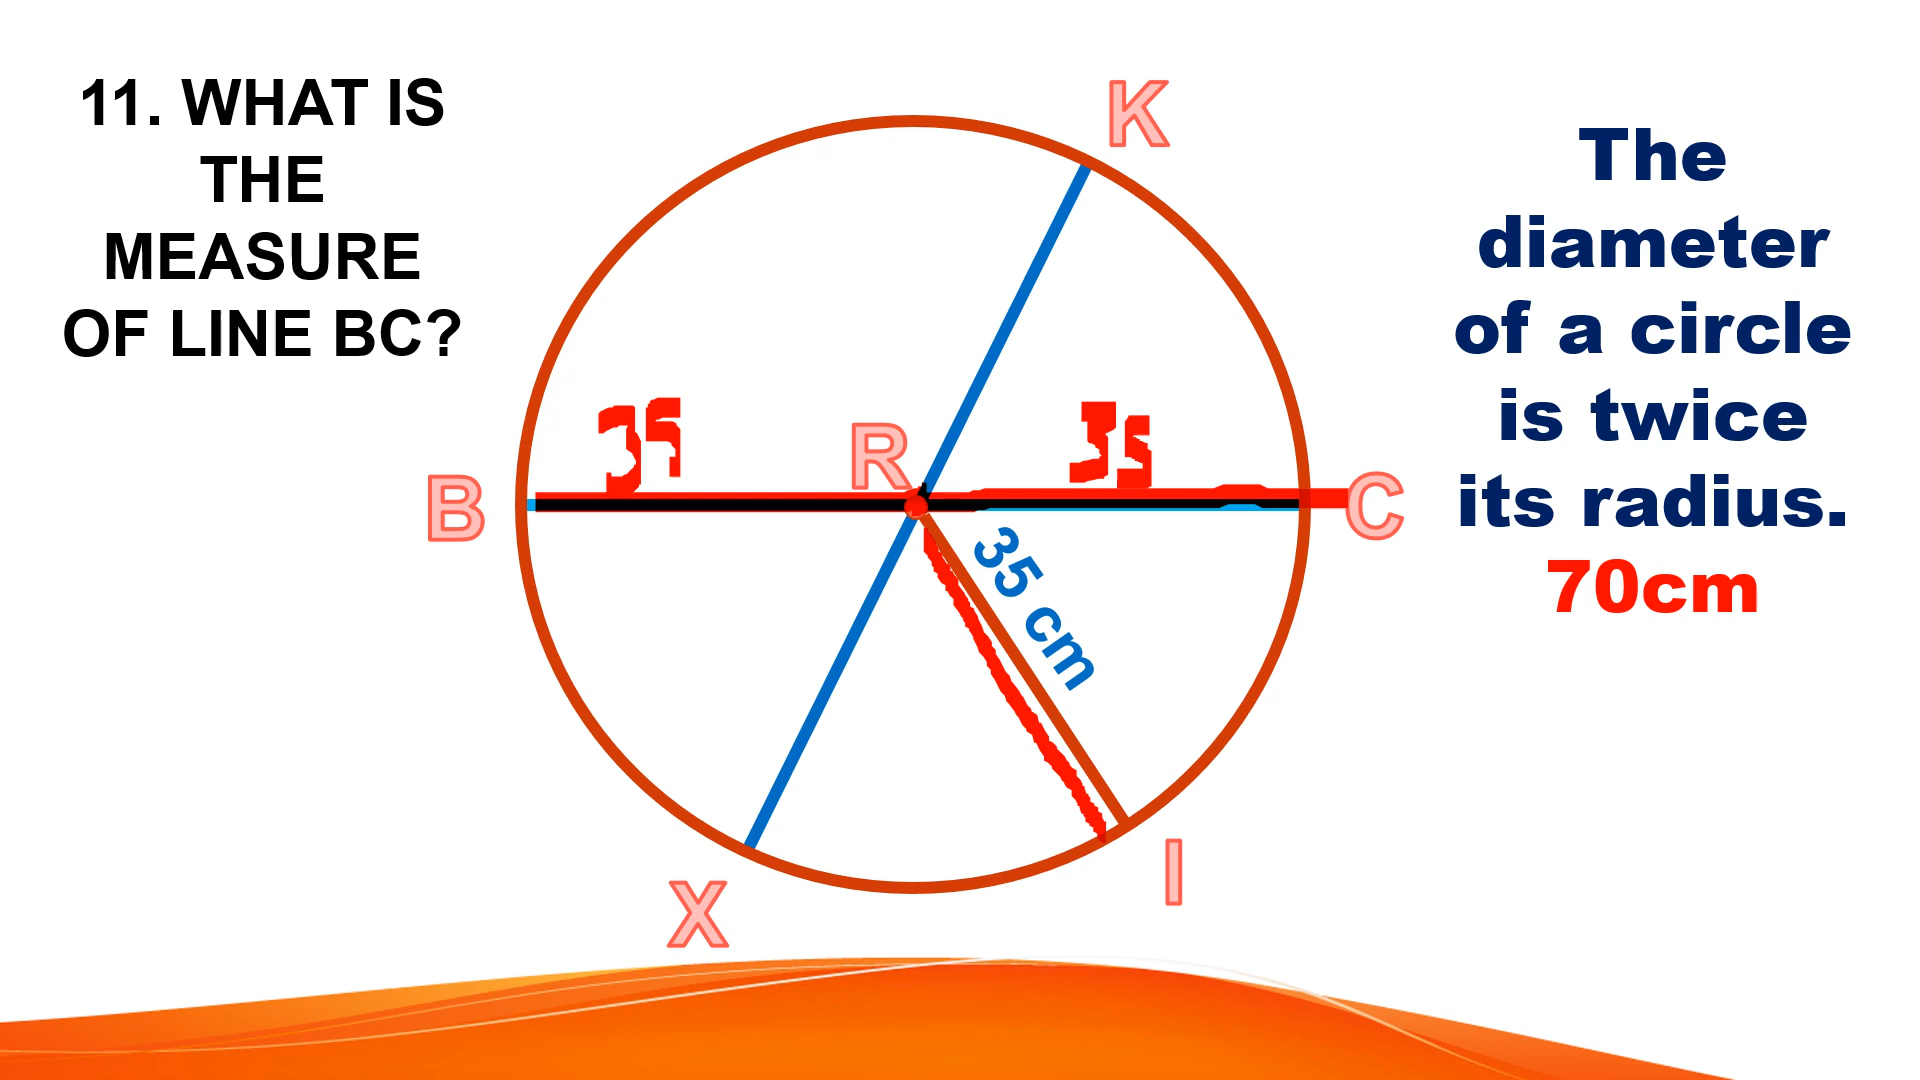 11. WHAT IS
THE
MEASURE
OF LINE BC?
K
The
diameter
of a circle
is twice
its radius.
70cm
35
35
R
B
C
35 cm
I
X